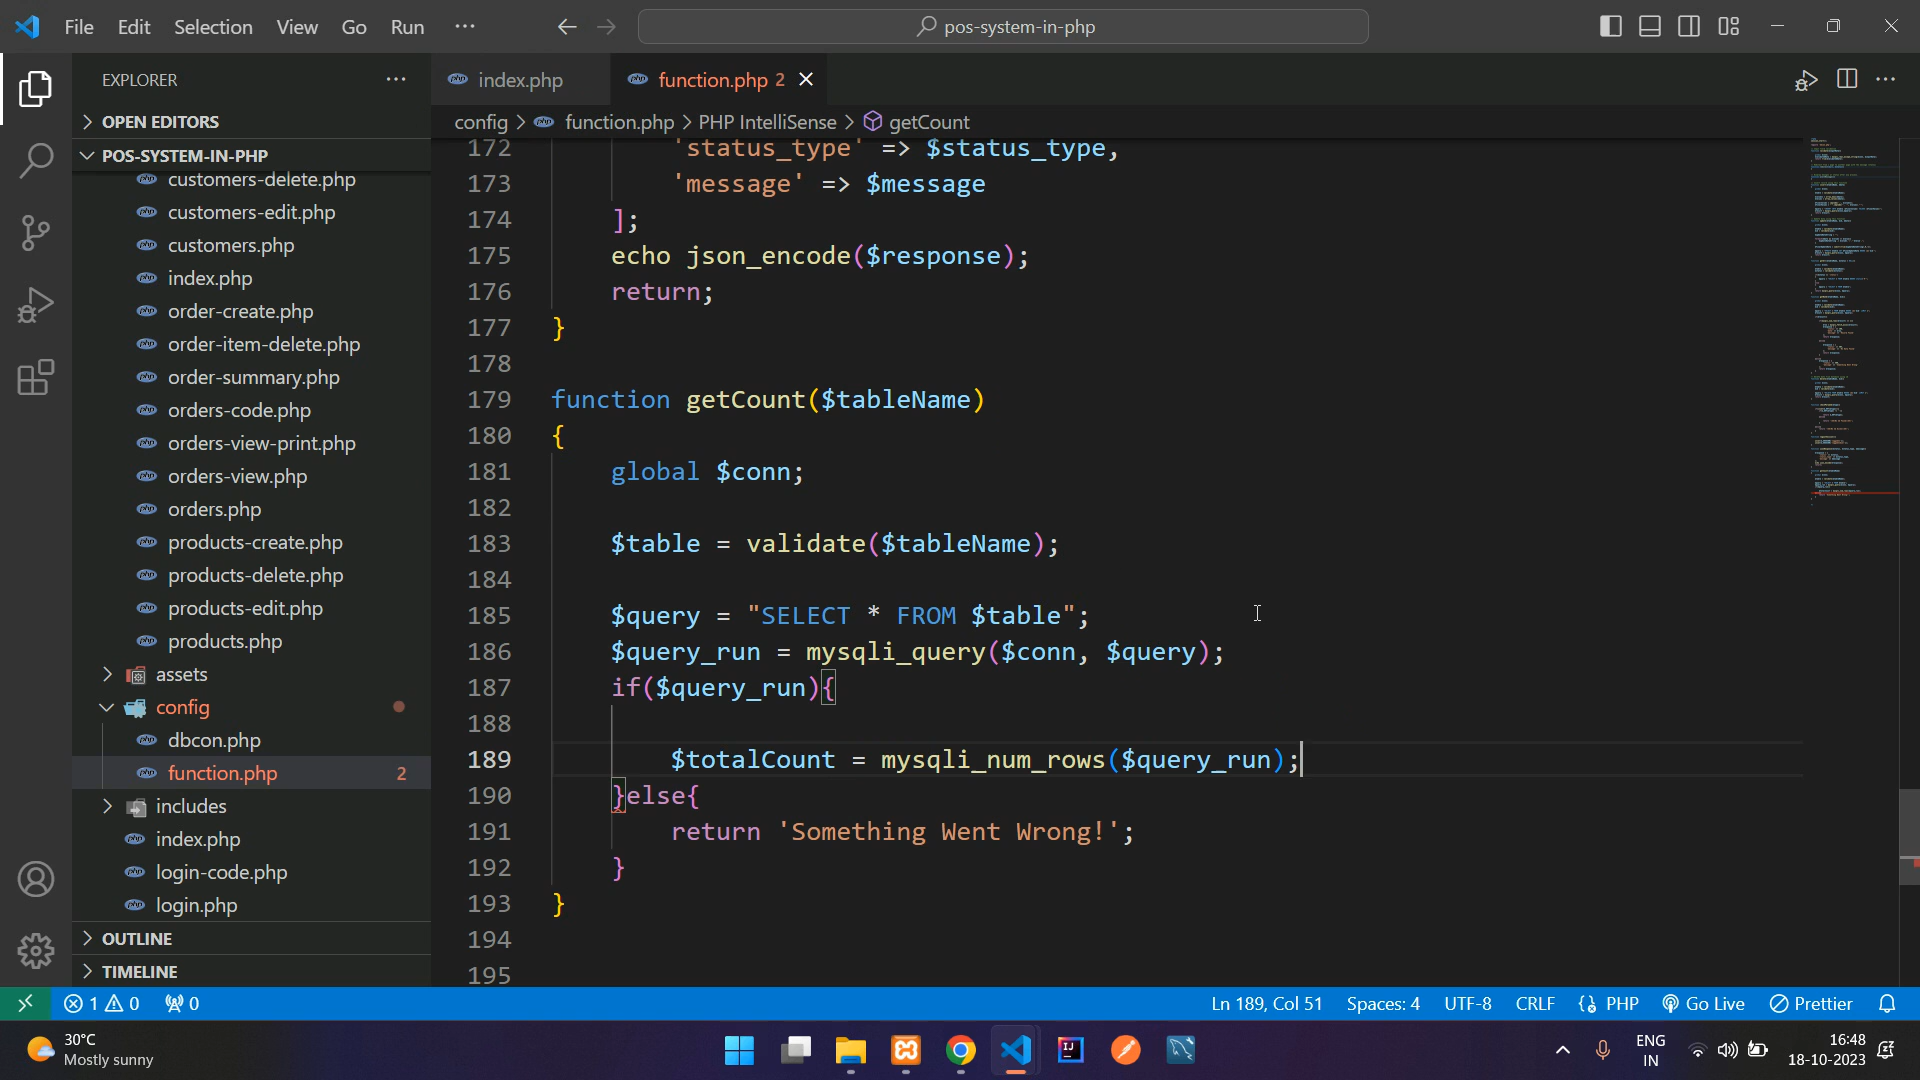 File Edit Selection View Go Run ···
pos-system-in-php
EXPLORER
OPEN EDITORS
POS-SYSTEM-IN-PHP
customers-delete.php
customers-edit.php
customers.php
index.php
order-create.php
order-item-delete.php
order-summary.php
orders-code.php
orders-view-print.php
orders-view.php
orders.php
products-create.php
products-delete.php
products-edit.php
products.php
assets
config
dbcon.php
function.php 2
includes
index.php
login-code.php
login.php
OUTLINE
TIMELINE
index.php
function.php 2
config > function.php > PHP IntelliSense > getCount
172 'status_type' => $status_type,
173 'message' => $message
174 ];
175 echo json_encode($response);
176 return;
177 }
178
179 function getCount($tableName)
180 {
181 global $conn;
182
183 $table = validate($tableName);
184
185 $query = "SELECT * FROM $table";
186 $query_run = mysqli_query($conn, $query);
187 if($query_run){
188
189 $totalCount = mysqli_num_rows($query_run);
190 }else{
191 return 'Something Went Wrong!';
192 }
193 }
194
195
1 0 0
Ln 189, Col 51 Spaces: 4 UTF-8 CRLF PHP Go Live Prettier
30°C
Mostly sunny
ENG
IN
16:48
18-10-2023